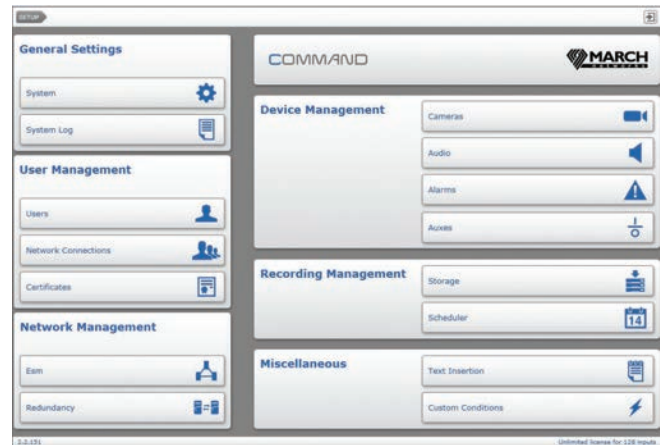 SETUP
General Settings
System
System Log
User Management
Users
Network Connections
Certificates
Network Management
Esm
Redundancy
COMMAND
MARCH
networks
Device Management
Cameras
Audio
Alarms
Auxes
Recording Management
Storage
Scheduler
14
Miscellaneous
Text Insertion
Custom Conditions
2.2.151
Unlimited license for 128 inputs